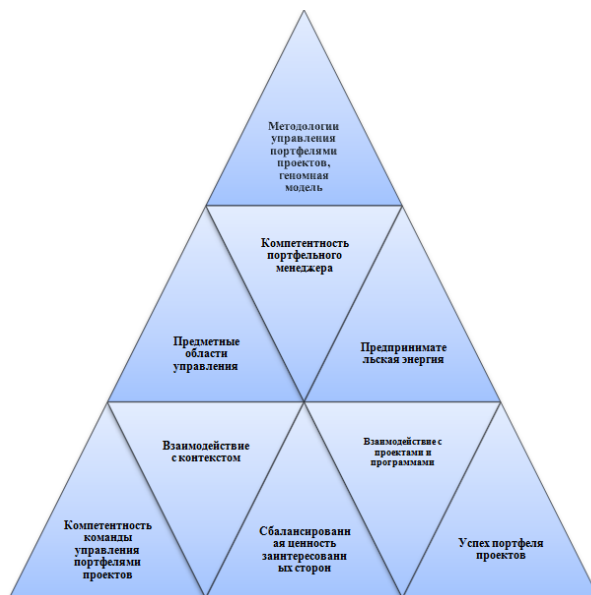 Методологии
управления
портфелями
проектов,
геномная
модель
Компетентность
портфельного
менеджера
Предметные
области
управления
Предпринимате
льская энергия
Взаимодействие
с контекстом
Взаимодействие с
проектами и
программами
Компетентность
команды
управления
портфелями
проектов
Сбалансированн
ая ценность
заинтересованн
ых сторон
Успех портфеля
проектов